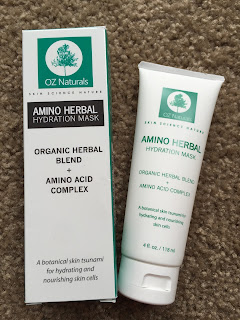 OZ Naturals
SKIN SCIENCE NATURE
AMINO HERBAL
HYDRATION MASK
ORGANIC HERBAL
BLEND
+
AMINO ACID
COMPLEX
A botanical skin tsunami
for hydrating and
nourishing skin cells
OZ Naturals
SKIN SCIENCE NATURE
AMINO HERBAL
HYDRATION MASK
ORGANIC HERBAL BLEND
+
AMINO ACID COMPLEX
A botanical skin tsunami for
hydrating and nourishing
skin cells
4 fl. oz. / 118 ml